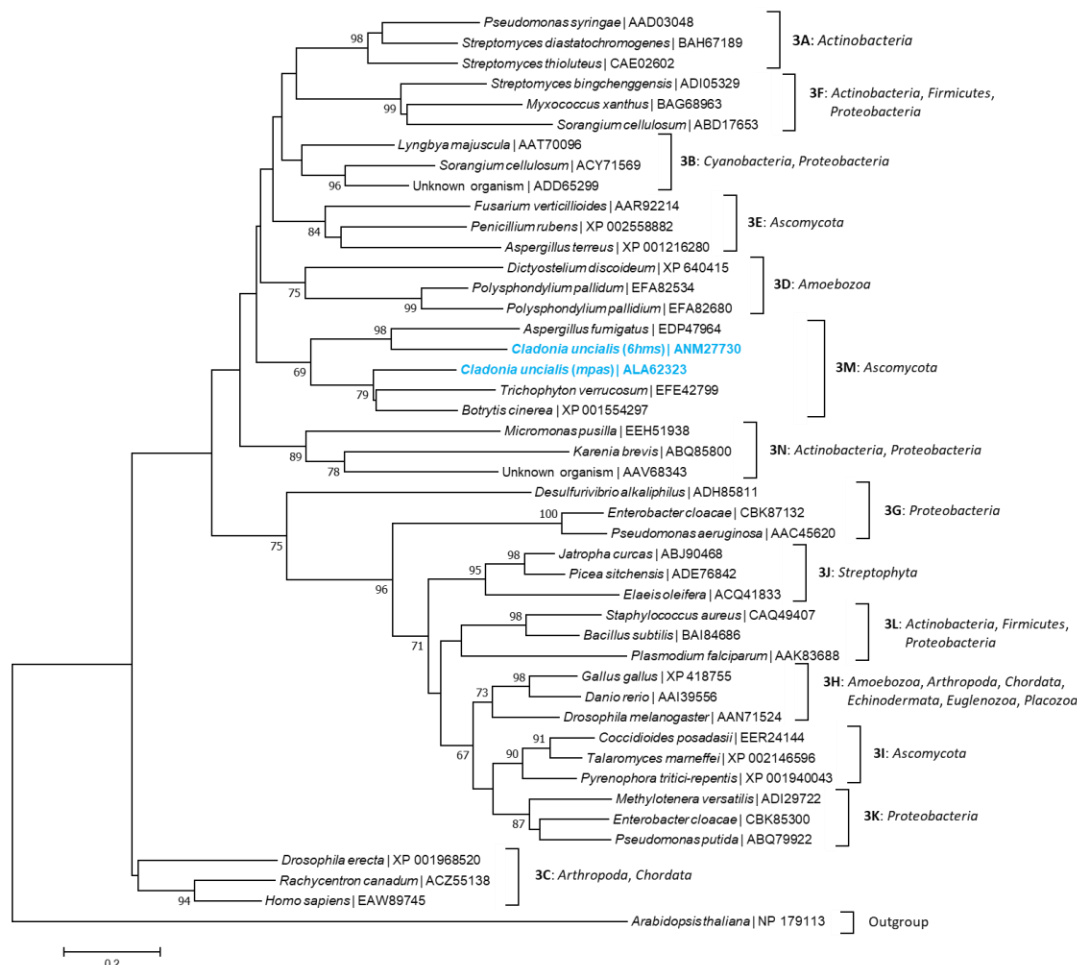 Pseudomonas syringae | AAD03048
98
Streptomyces diastatochromogenes | BAH67189
3A: Actinobacteria
Streptomyces thioluteus | CAE02602
Streptomyces bingchenggensis | ADI05329
3F: Actinobacteria, Firmicutes,
Proteobacteria
99
Myxococcus xanthus | BAG68963
Sorangium cellulosum | ABD17653
Lyngbya majuscula | AAT70096
Sorangium cellulosum | ACY71569
3B: Cyanobacteria, Proteobacteria
96
Unknown organism | ADD65299
Fusarium verticillioides | AAR92214
84
Penicillium rubens | XP 002558882
3E: Ascomycota
Aspergillus terreus | XP 001216280
Dictyostelium discoideum | XP 640415
75
Polysphondylium pallidum | EFA82534
3D: Amoebozoa
99
Polysphondylium pallidium | EFA82680
98
Aspergillus fumigatus | EDP47964
Cladonia uncialis (6hms) | ANM27730
69
Cladonia uncialis (mpas) | ALA62323
3M: Ascomycota
79
Trichophyton verrucosum | EFE42799
Botrytis cinerea | XP 001554297
Micromonas pusilla | EEH51938
89
Karenia brevis | ABQ85800
3N: Actinobacteria, Proteobacteria
78
Unknown organism | AAV68343
Desulfurivibrio alkaliphilus | ADH85811
75
100
Enterobacter cloacae | CBK87132
3G: Proteobacteria
Pseudomonas aeruginosa | AAC45620
96
98
Jatropha curcas | ABJ90468
95
Picea sitchensis | ADE76842
3J: Streptophyta
Elaeis oleifera | ACQ41833
71
98
Staphylococcus aureus | CAQ49407
3L: Actinobacteria, Firmicutes,
Proteobacteria
Bacillus subtilis | BAI84686
Plasmodium falciparum | AAK83688
98
Gallus gallus | XP 418755
3H: Amoebozoa, Arthropoda, Chordata,
Echinodermata, Euglenozoa, Placozoa
73
Danio rerio | AAI39556
Drosophila melanogaster | AAN71524
67
91
Coccidioides posadasii | EER24144
90
Talaromyces marneffei | XP 002146596
3I: Ascomycota
Pyrenophora tritici-repentis | XP 001940043
Methylotenera versatilis | ADI29722
87
Enterobacter cloacae | CBK85300
3K: Proteobacteria
Pseudomonas putida | ABQ79922
Drosophila erecta | XP 001968520
Rachycentron canadum | ACZ55138
3C: Arthropoda, Chordata
94
Homo sapiens | EAW89745
Arabidopsis thaliana | NP 179113
Outgroup
0.2